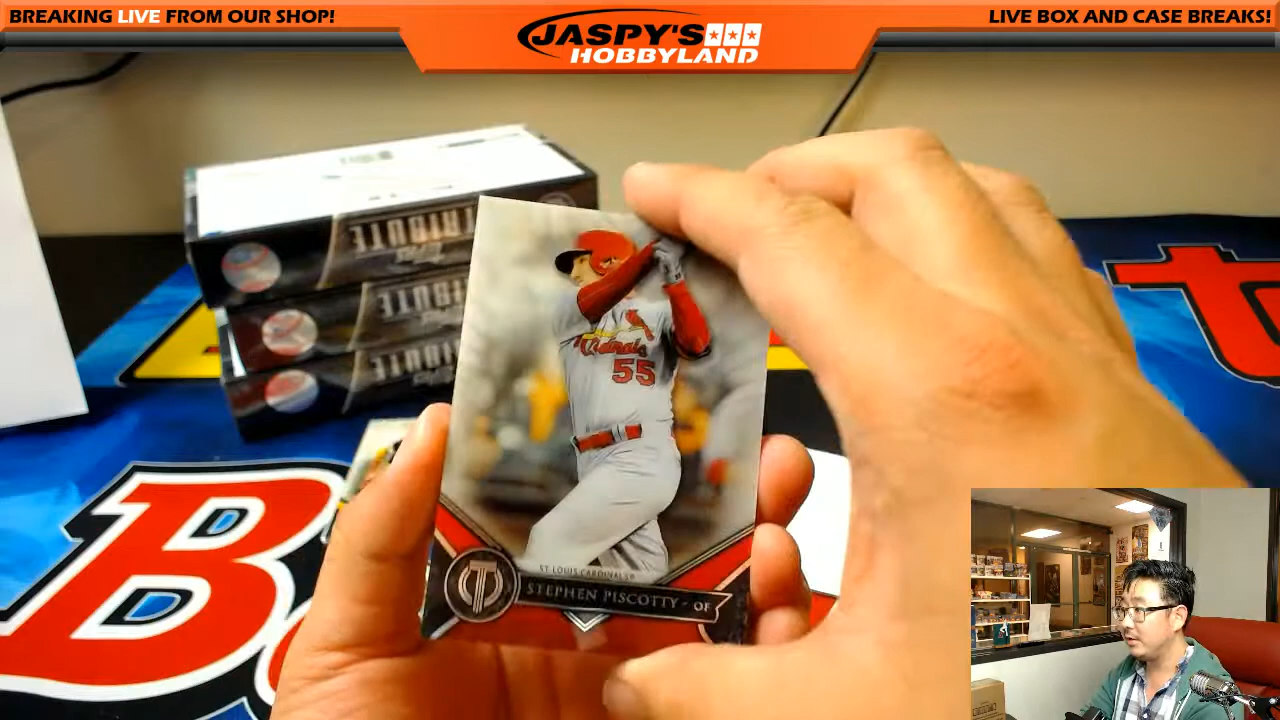 BREAKING LIVE FROM OUR SHOP!
JASPY'S
HOBBYLAND
LIVE BOX AND CASE BREAKS!
TRIBUTE
TRIBUTE
TRIBUTE
Cardinals
55
ST. LOUIS CARDINALS
STEPHEN PISCOTTY - OF